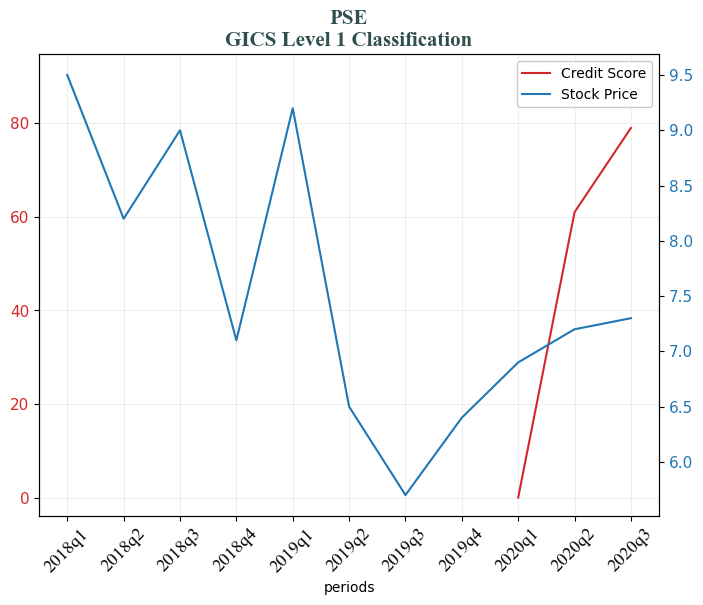 PSE
GICS Level 1 Classification
Credit Score
Stock Price
80
60
40
20
0
9.5
9.0
8.5
8.0
7.5
7.0
6.5
6.0
2018q1
2018q2
2018q3
2018q4
2019q1
2019q2
2019q3
2019q4
2020q1
2020q2
2020q3
periods